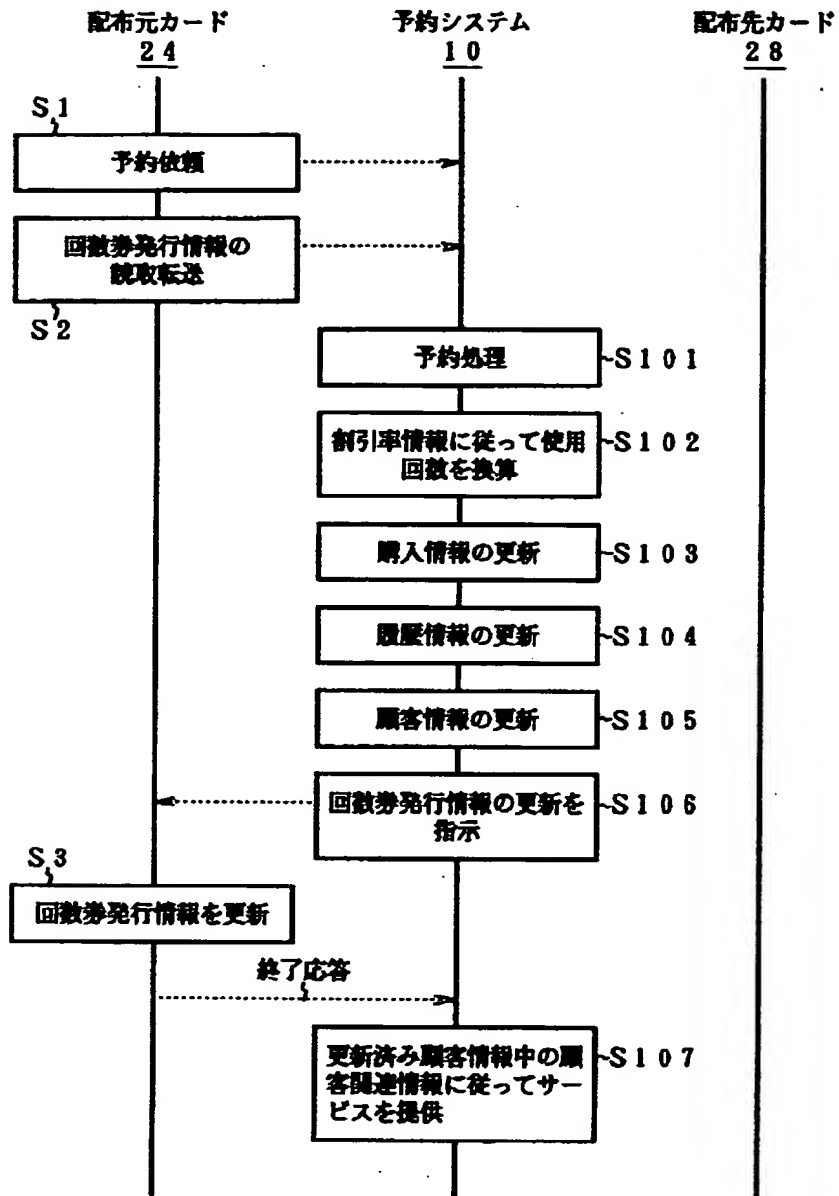 配布元カード
24
予約システム
10
配布先カード
28
S1
予約依頼
回数券発行情報の
読取転送
S2
予約処理
S101
割引率情報に従って使用
回数を換算
S102
購入情報の更新
S103
履歴情報の更新
S104
顧客情報の更新
S105
回数券発行情報の更新を
指示
S106
S3
回数券発行情報を更新
終了応答
更新済み顧客情報中の顧
客関連情報に従ってサー
ビスを提供
S107